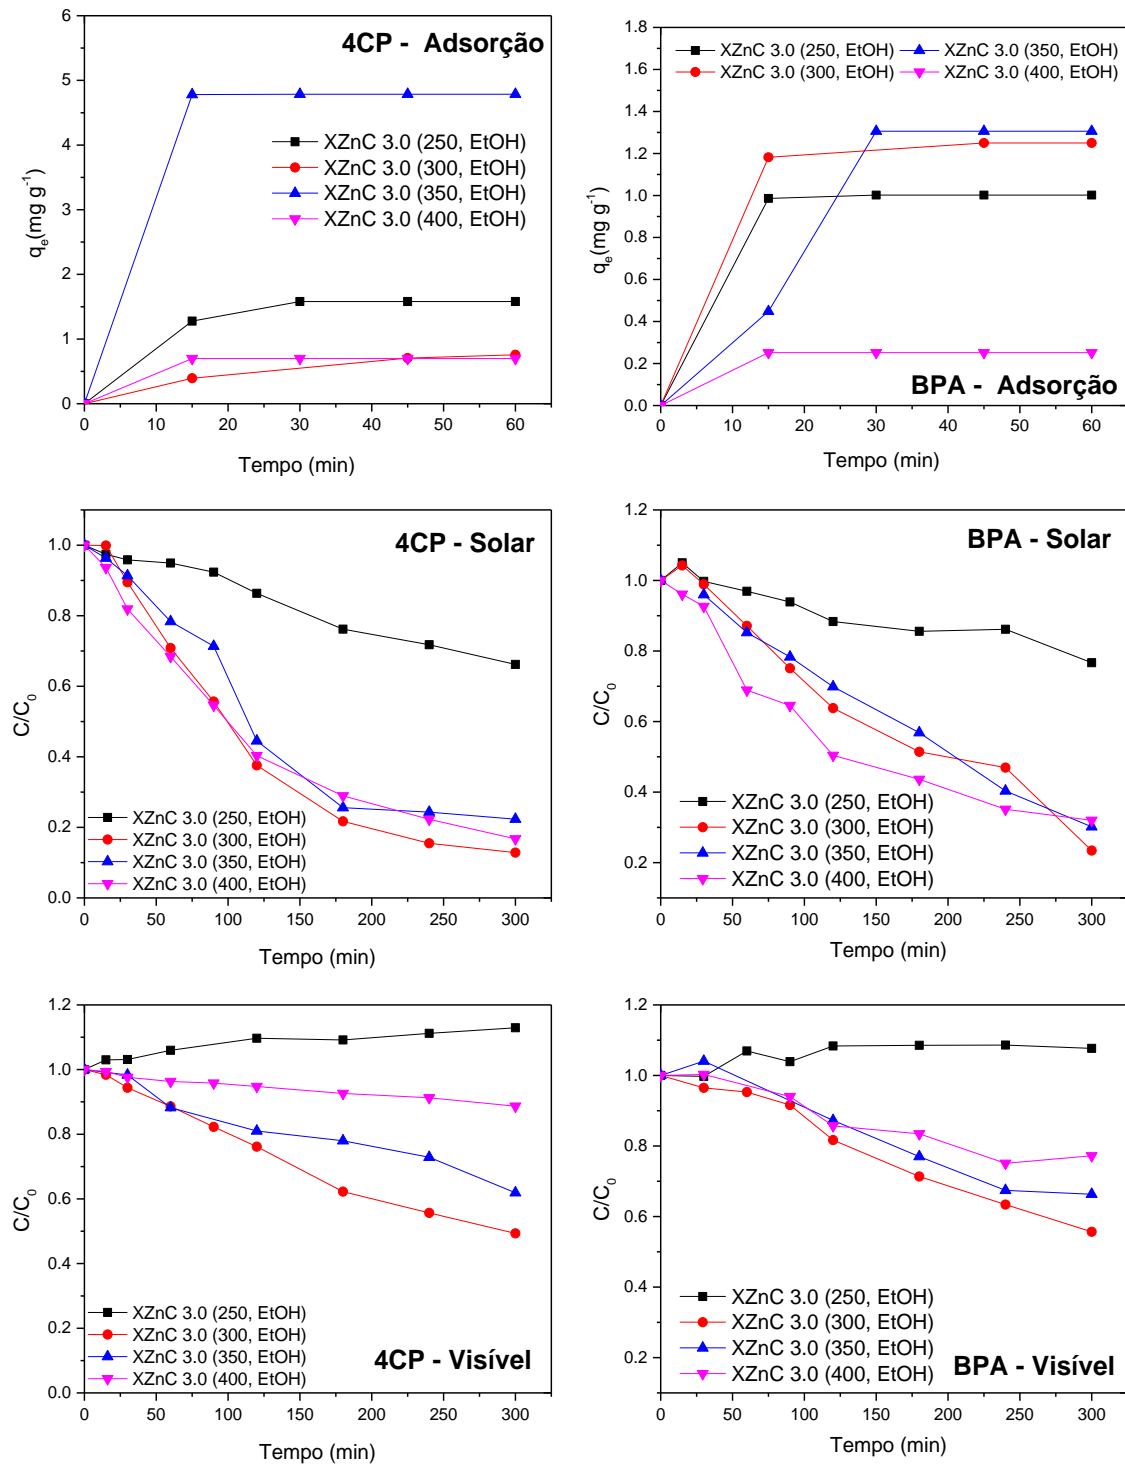 4CP - Adsorção
6
5
4
3
2
1
0
qe(mg g-1)
XZnC 3.0 (250, EtOH)
XZnC 3.0 (300, EtOH)
XZnC 3.0 (350, EtOH)
XZnC 3.0 (400, EtOH)
0 10 20 30 40 50 60
Tempo (min)
1.8
1.6
1.4
1.2
1.0
0.8
0.6
0.4
0.2
0.0
qe(mg g-1)
XZnC 3.0 (250, EtOH) XZnC 3.0 (350, EtOH)
XZnC 3.0 (300, EtOH) XZnC 3.0 (400, EtOH)
BPA - Adsorção
0 10 20 30 40 50 60
Tempo (min)
4CP - Solar
1.0
0.8
0.6
0.4
0.2
0.0
C/C0
XZnC 3.0 (250, EtOH)
XZnC 3.0 (300, EtOH)
XZnC 3.0 (350, EtOH)
XZnC 3.0 (400, EtOH)
0 50 100 150 200 250 300
Tempo (min)
BPA - Solar
1.2
1.0
0.8
0.6
0.4
0.2
C/C0
XZnC 3.0 (250, EtOH)
XZnC 3.0 (300, EtOH)
XZnC 3.0 (350, EtOH)
XZnC 3.0 (400, EtOH)
0 50 100 150 200 250 300
Tempo (min)
1.2
1.0
0.8
0.6
0.4
0.2
0.0
C/C0
XZnC 3.0 (250, EtOH)
XZnC 3.0 (300, EtOH)
XZnC 3.0 (350, EtOH)
XZnC 3.0 (400, EtOH)
4CP - Visível
0 50 100 150 200 250 300
Tempo (min)
1.2
1.0
0.8
0.6
0.4
0.2
C/C0
XZnC 3.0 (250, EtOH)
XZnC 3.0 (300, EtOH)
XZnC 3.0 (350, EtOH)
XZnC 3.0 (400, EtOH)
BPA - Visível
0 50 100 150 200 250 300
Tempo (min)